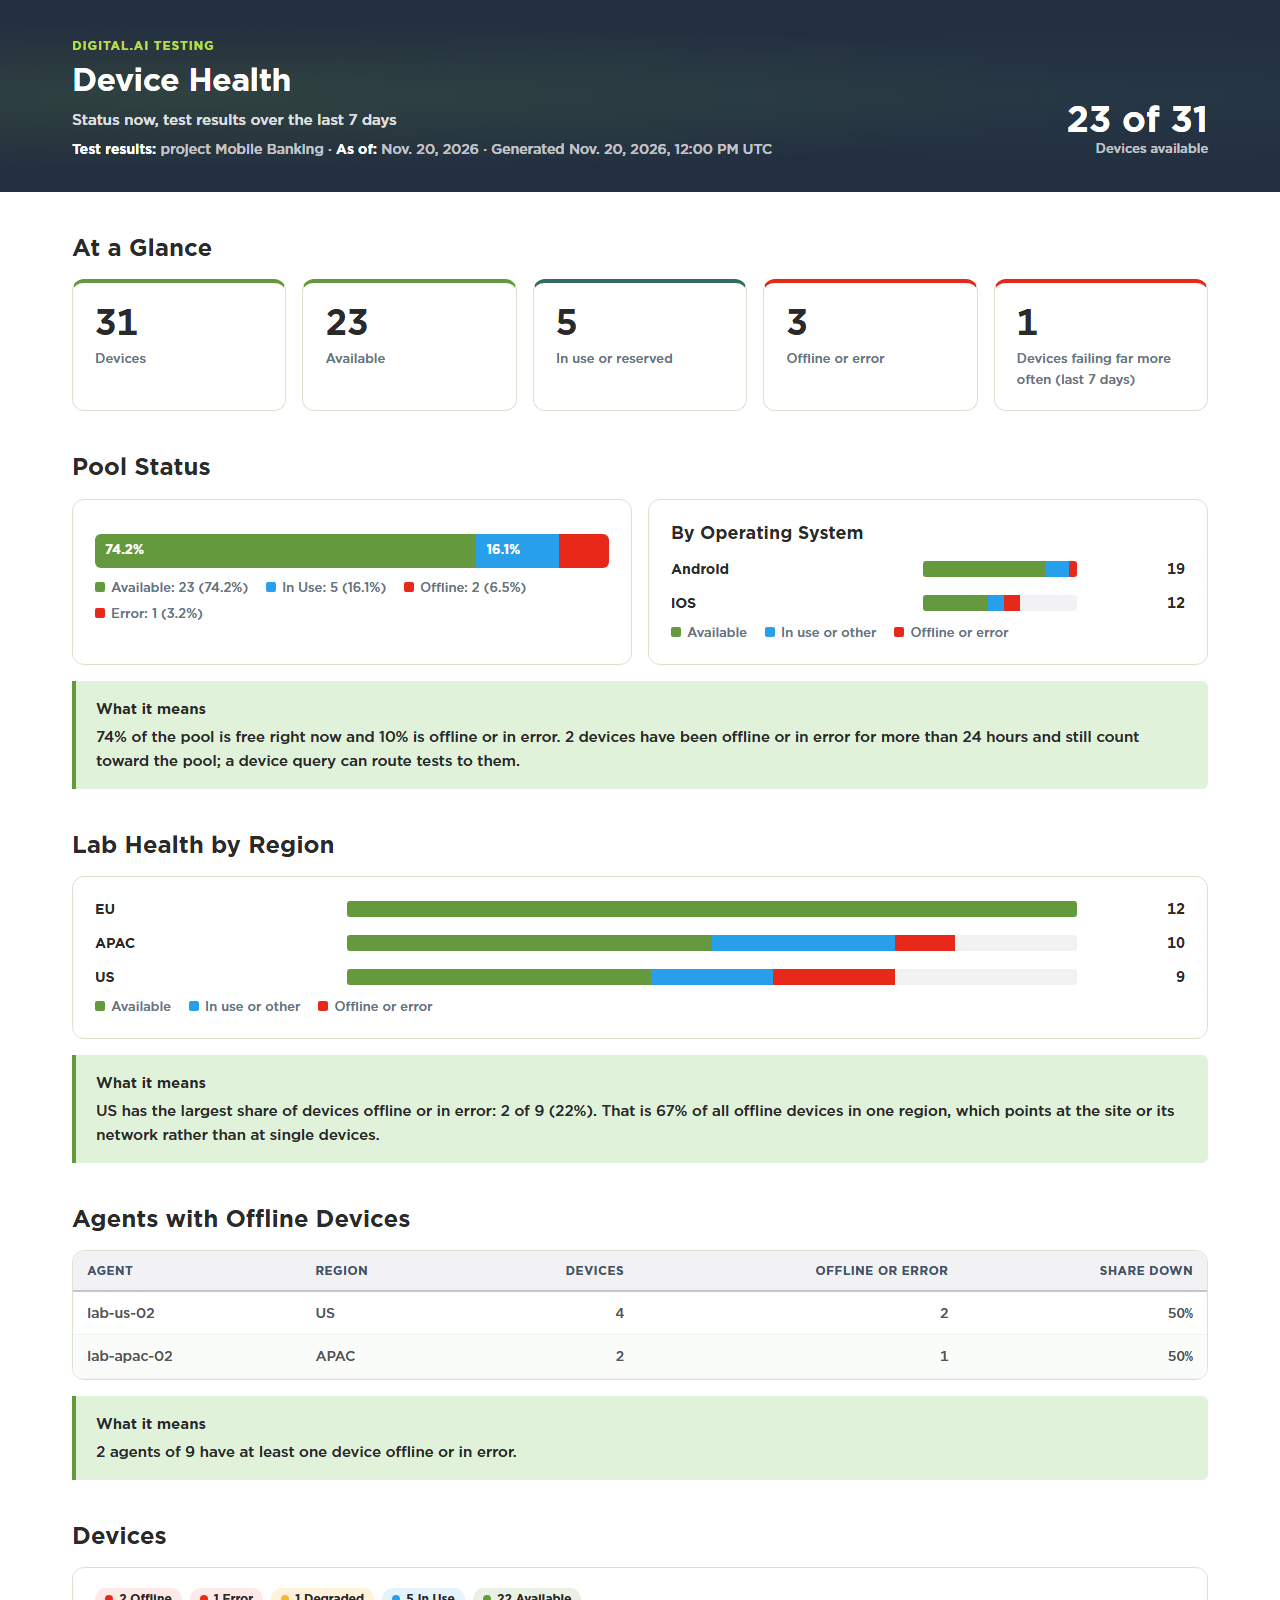 DIGITAL.AI TESTING
Device Health
Status now, test results over the last 7 days
Test results: project Mobile Banking · As of: Nov. 20, 2026 · Generated Nov. 20, 2026, 12:00 PM UTC
23 of 31
Devices available
At a Glance
31
Devices
23
Available
5
In use or reserved
3
Offline or error
1
Devices failing far more
often (last 7 days)
Pool Status
74.2%
16.1%
Available: 23 (74.2%)
In Use: 5 (16.1%)
Offline: 2 (6.5%)
Error: 1 (3.2%)
By Operating System
Android
19
IOS
12
Available
In use or other
Offline or error
What it means
74% of the pool is free right now and 10% is offline or in error. 2 devices have been offline or in error for more than 24 hours and still count
toward the pool; a device query can route tests to them.
Lab Health by Region
EU
12
APAC
10
US
9
Available
In use or other
Offline or error
What it means
US has the largest share of devices offline or in error: 2 of 9 (22%). That is 67% of all offline devices in one region, which points at the site or its
network rather than at single devices.
Agents with Offline Devices
AGENT REGION DEVICES OFFLINE OR ERROR SHARE DOWN
lab-us-02 US 4 2 50%
lab-apac-02 APAC 2 1 50%
What it means
2 agents of 9 have at least one device offline or in error.
Devices
2 Offline
1 Error
1 Degraded
5 In Use
22 Available